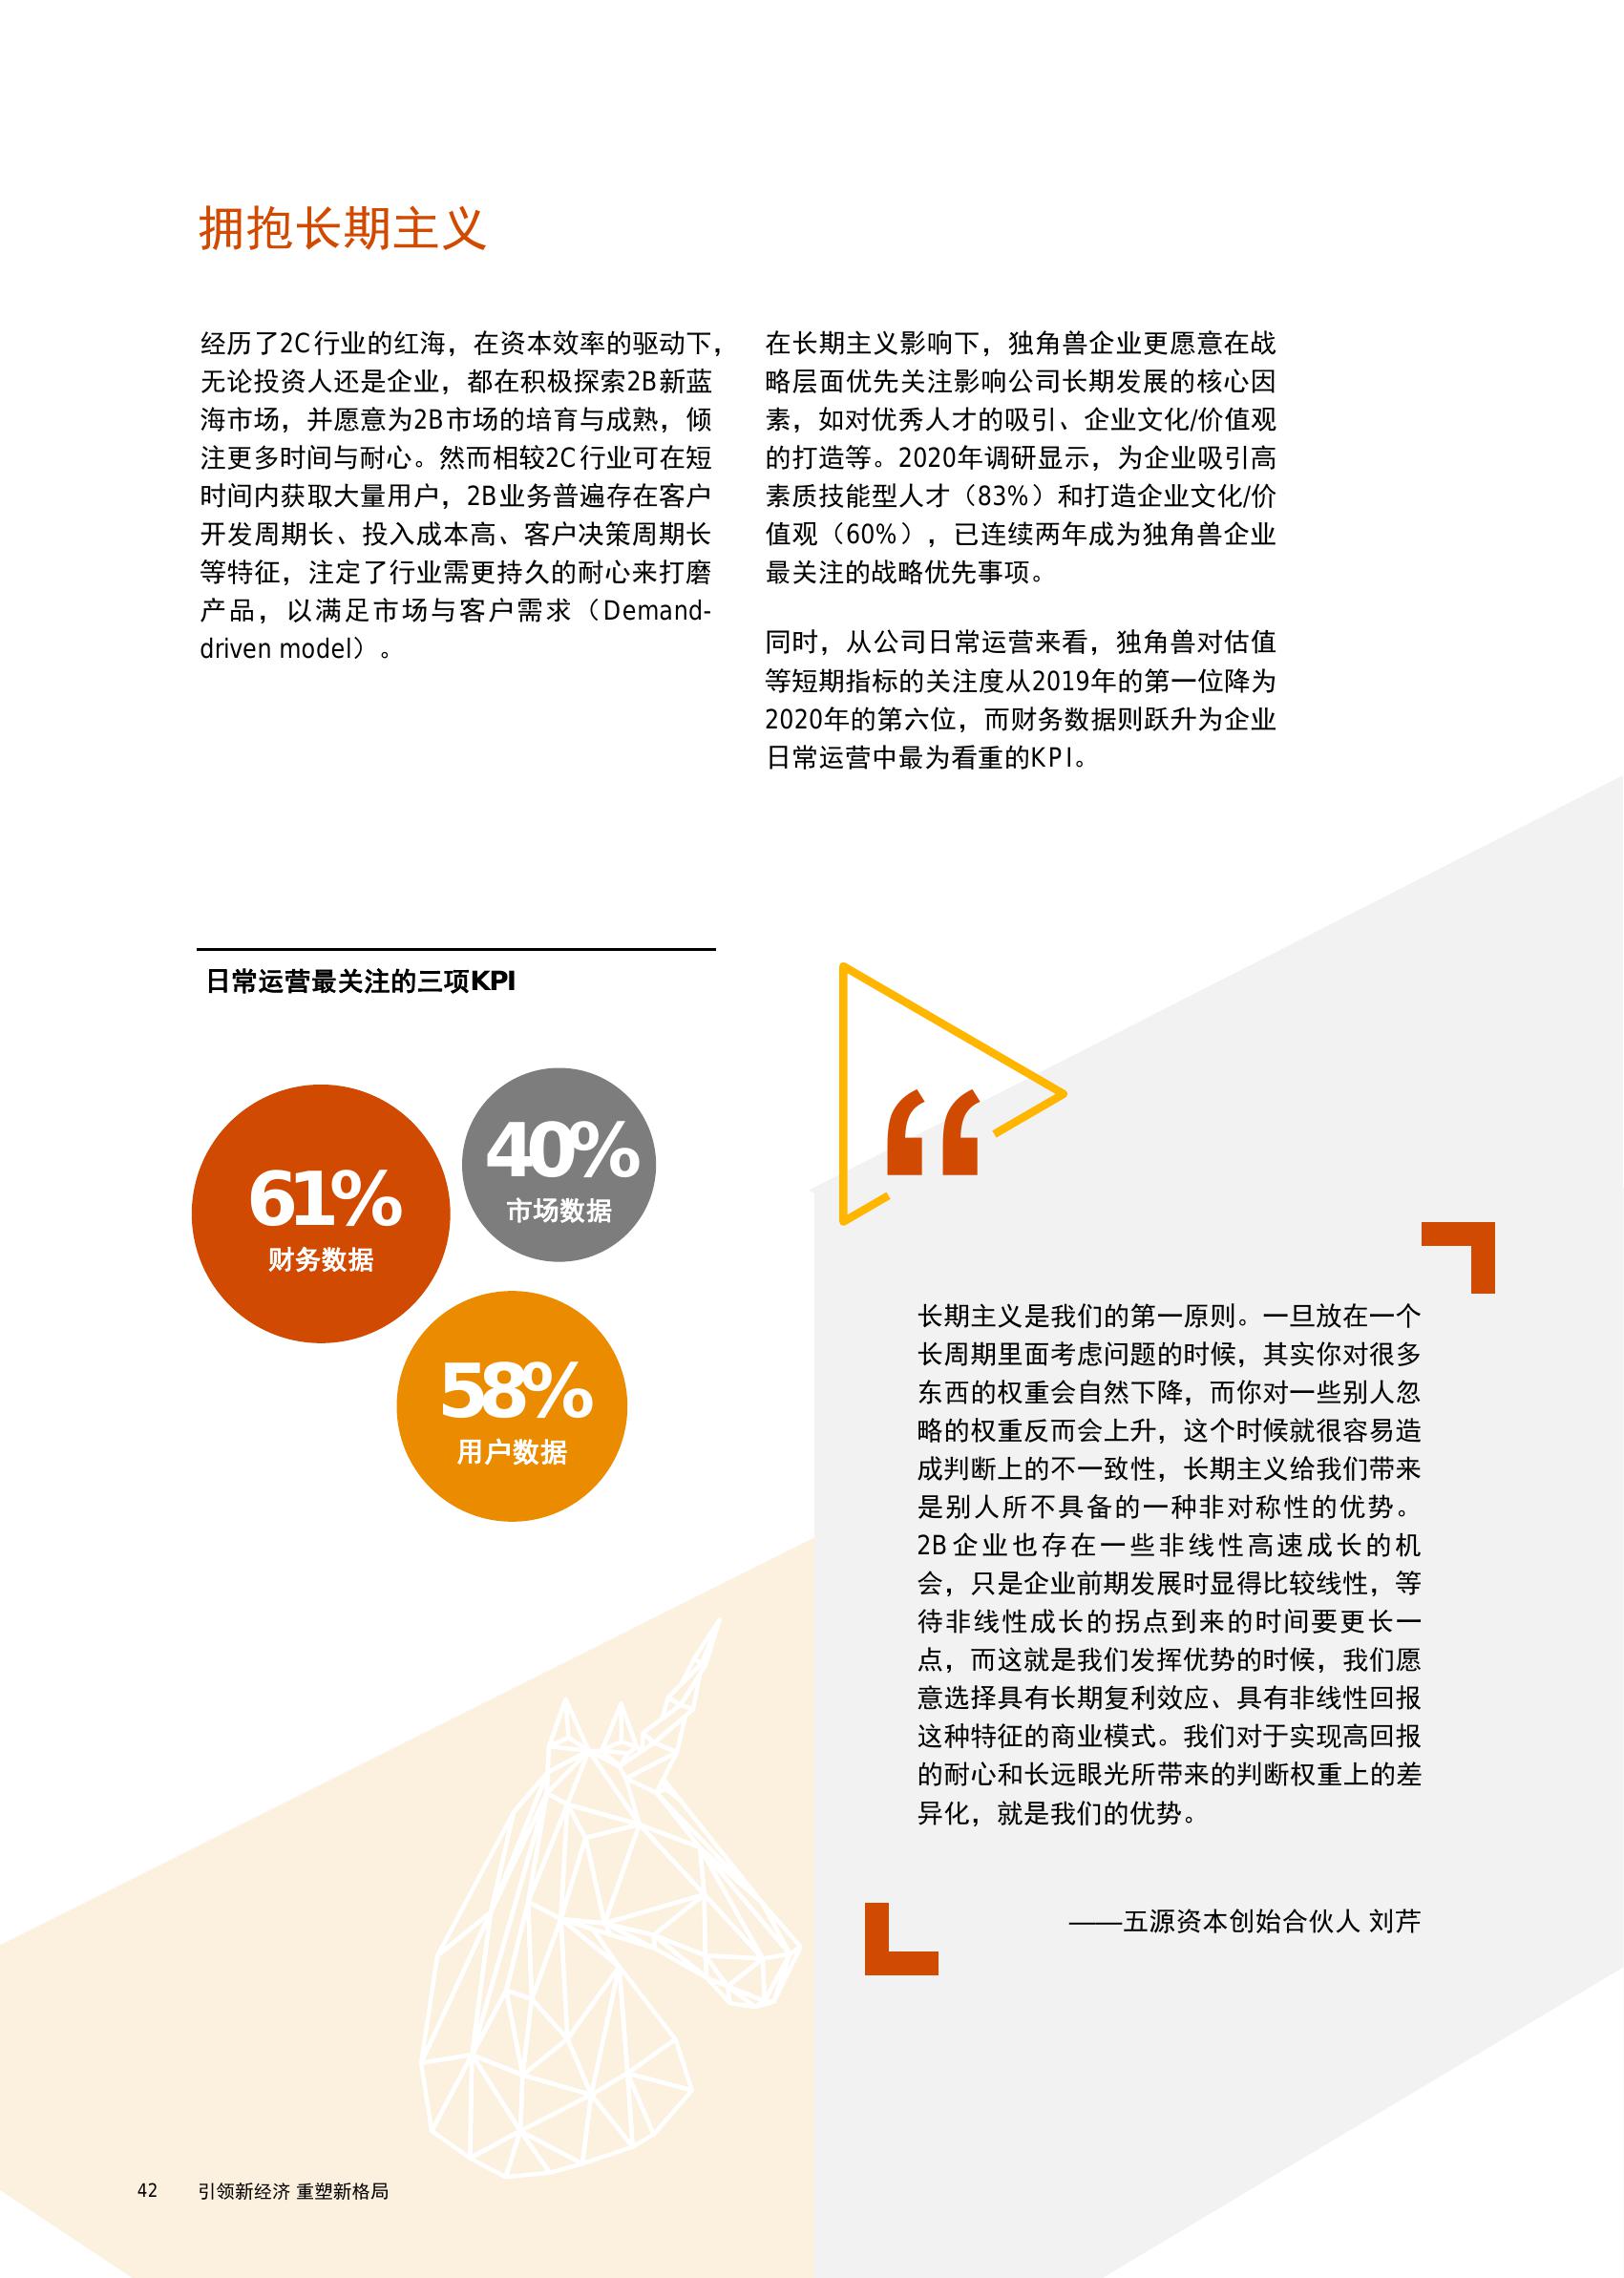 拥抱长期主义
经历了2C行业的红海，在资本效率的驱动下，
无论投资人还是企业，都在积极探索2B新蓝
海市场，并愿意为2B市场的培育与成熟，倾
注更多时间与耐心。然而相较2C行业可在短
时间内获取大量用户，2B业务普遍存在客户
开发周期长、投入成本高、客户决策周期长
等特征，注定了行业需更持久的耐心来打磨
产品，以满足市场与客户需求（Demand-
driven model）。
在长期主义影响下，独角兽企业更愿意在战
略层面优先关注影响公司长期发展的核心因
素，如对优秀人才的吸引、企业文化/价值观
的打造等。2020年调研显示，为企业吸引高
素质技能型人才（83%）和打造企业文化/价
值观（60%），已连续两年成为独角兽企业
最关注的战略优先事项。
同时，从公司日常运营来看，独角兽对估值
等短期指标的关注度从2019年的第一位降为
2020年的第六位，而财务数据则跃升为企业
日常运营中最为看重的KPI。
日常运营最关注的三项KPI
61%
财务数据
40%
市场数据
58%
用户数据
“
长期主义是我们的第一原则。一旦放在一个
长周期里面考虑问题的时候，其实你对很多
东西的权重会自然下降，而你对一些别人忽
略的权重反而会上升，这个时候就很容易造
成判断上的不一致性，长期主义给我们带来
是别人所不具备的一种非对称性的优势。
2B企业也存在一些非线性高速成长的机
会，只是企业前期发展时显得比较线性，等
待非线性成长的拐点到来的时间要更长一
点，而这就是我们发挥优势的时候，我们愿
意选择具有长期复利效应、具有非线性回报
这种特征的商业模式。我们对于实现高回报
的耐心和长远眼光所带来的判断权重上的差
异化，就是我们的优势。
——五源资本创始合伙人 刘芹
42 引领新经济 重塑新格局